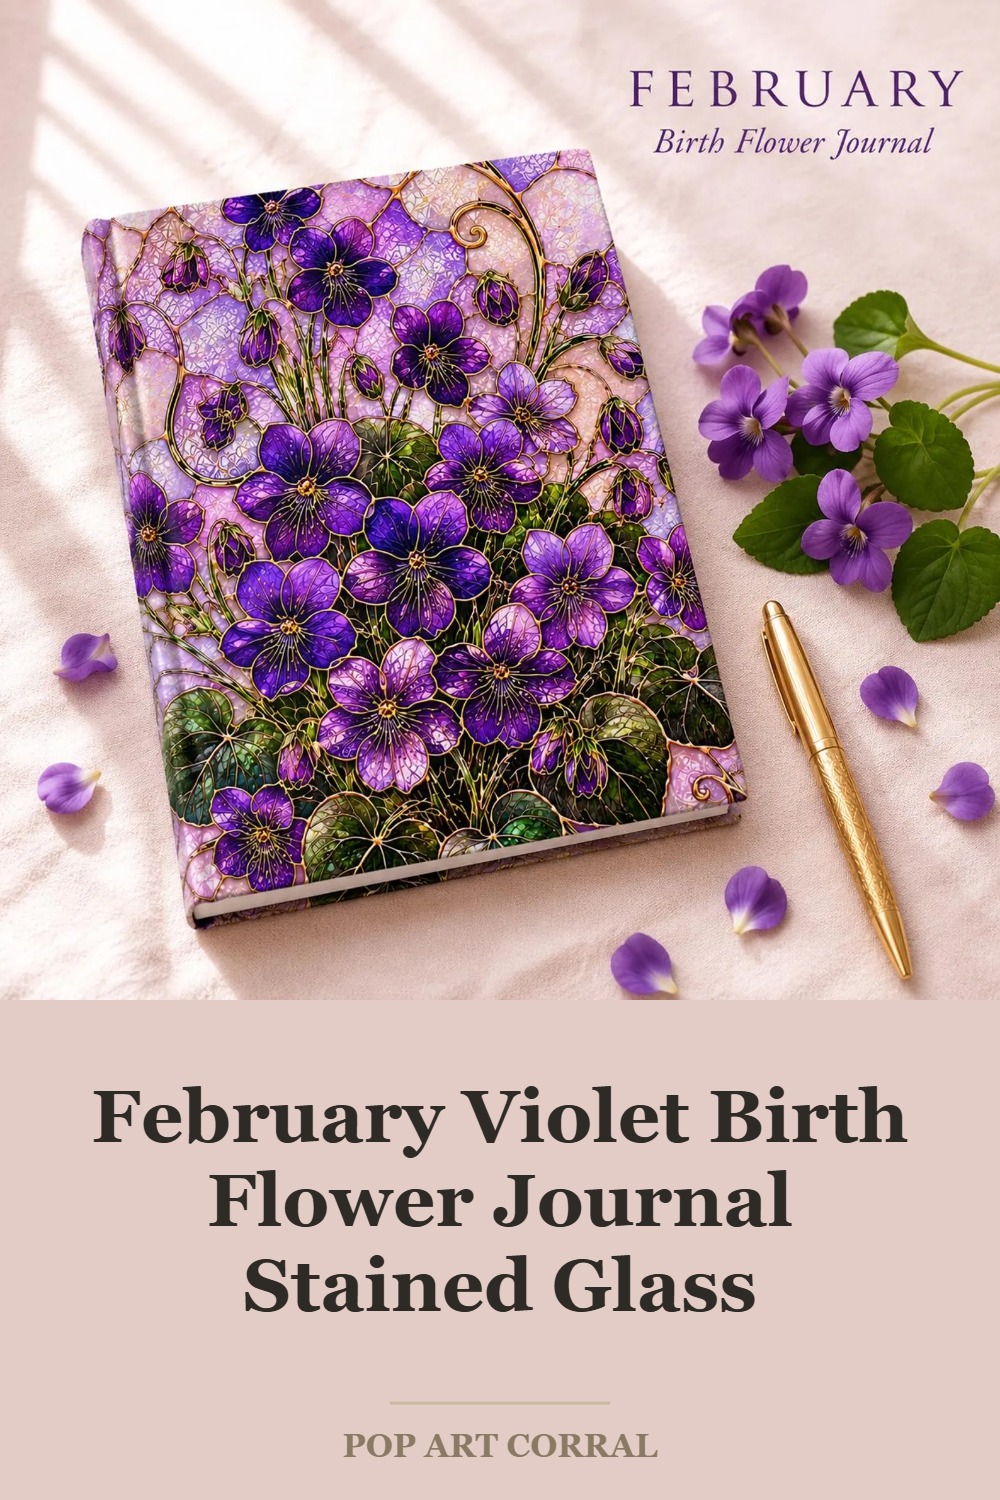 FEBRUARY
Birth Flower Journal
February Violet Birth
Flower Journal
Stained Glass
POP ART CORRAL